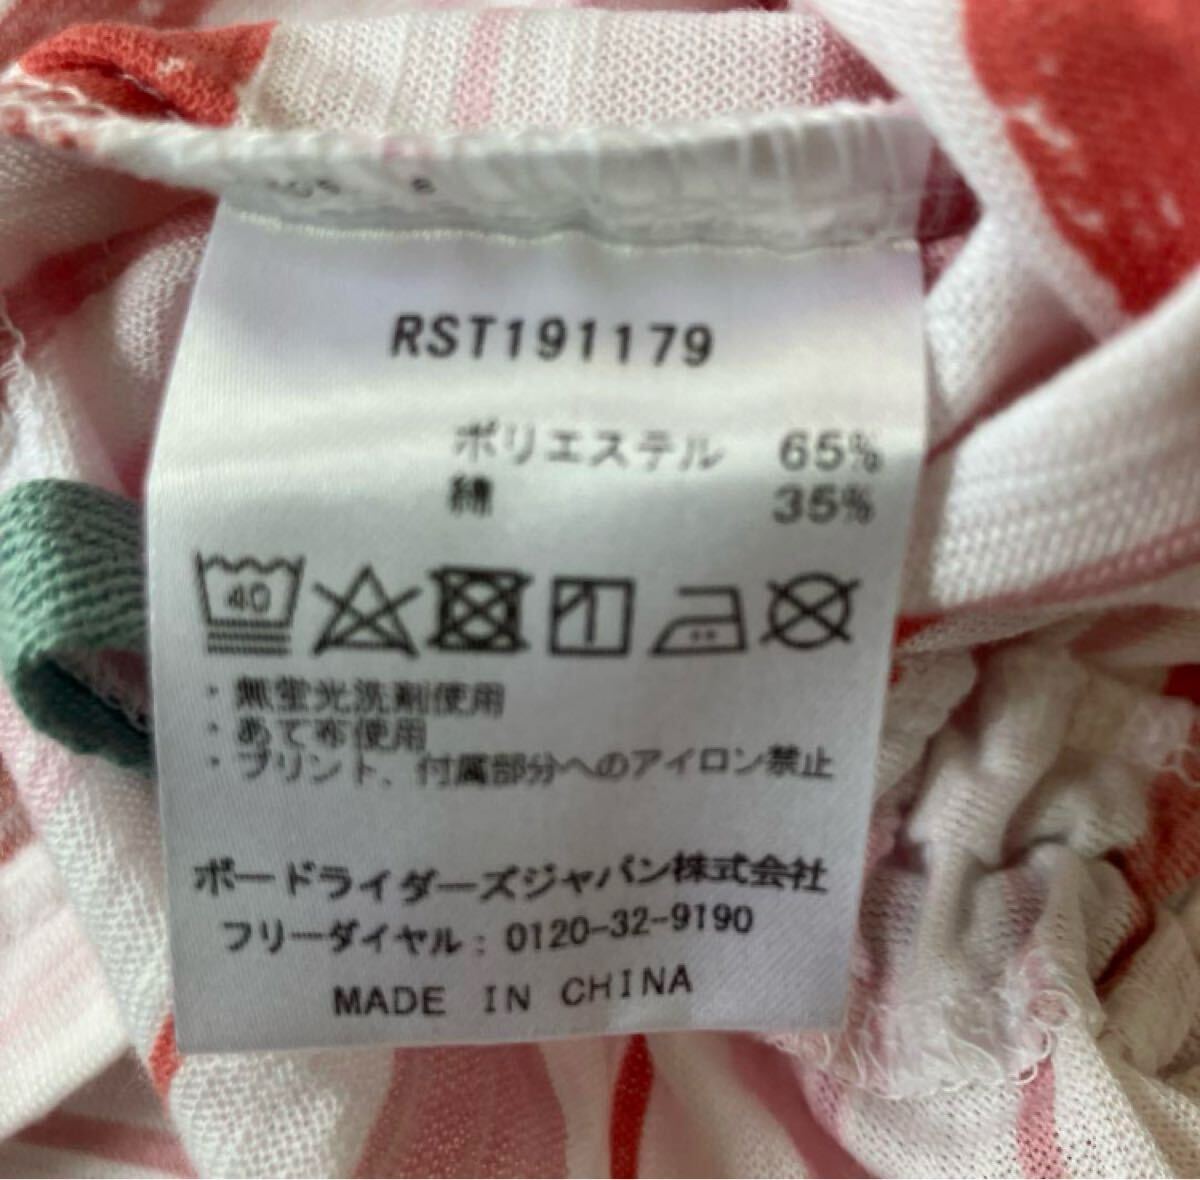 RST191179
ポリエステル 65%
綿 35%
40
・無蛍光洗剤使用
・あて布使用
・プリント、付属部分へのアイロン禁止
ボードライダーズジャパン株式会社
フリーダイヤル：0120-32-9190
MADE IN CHINA